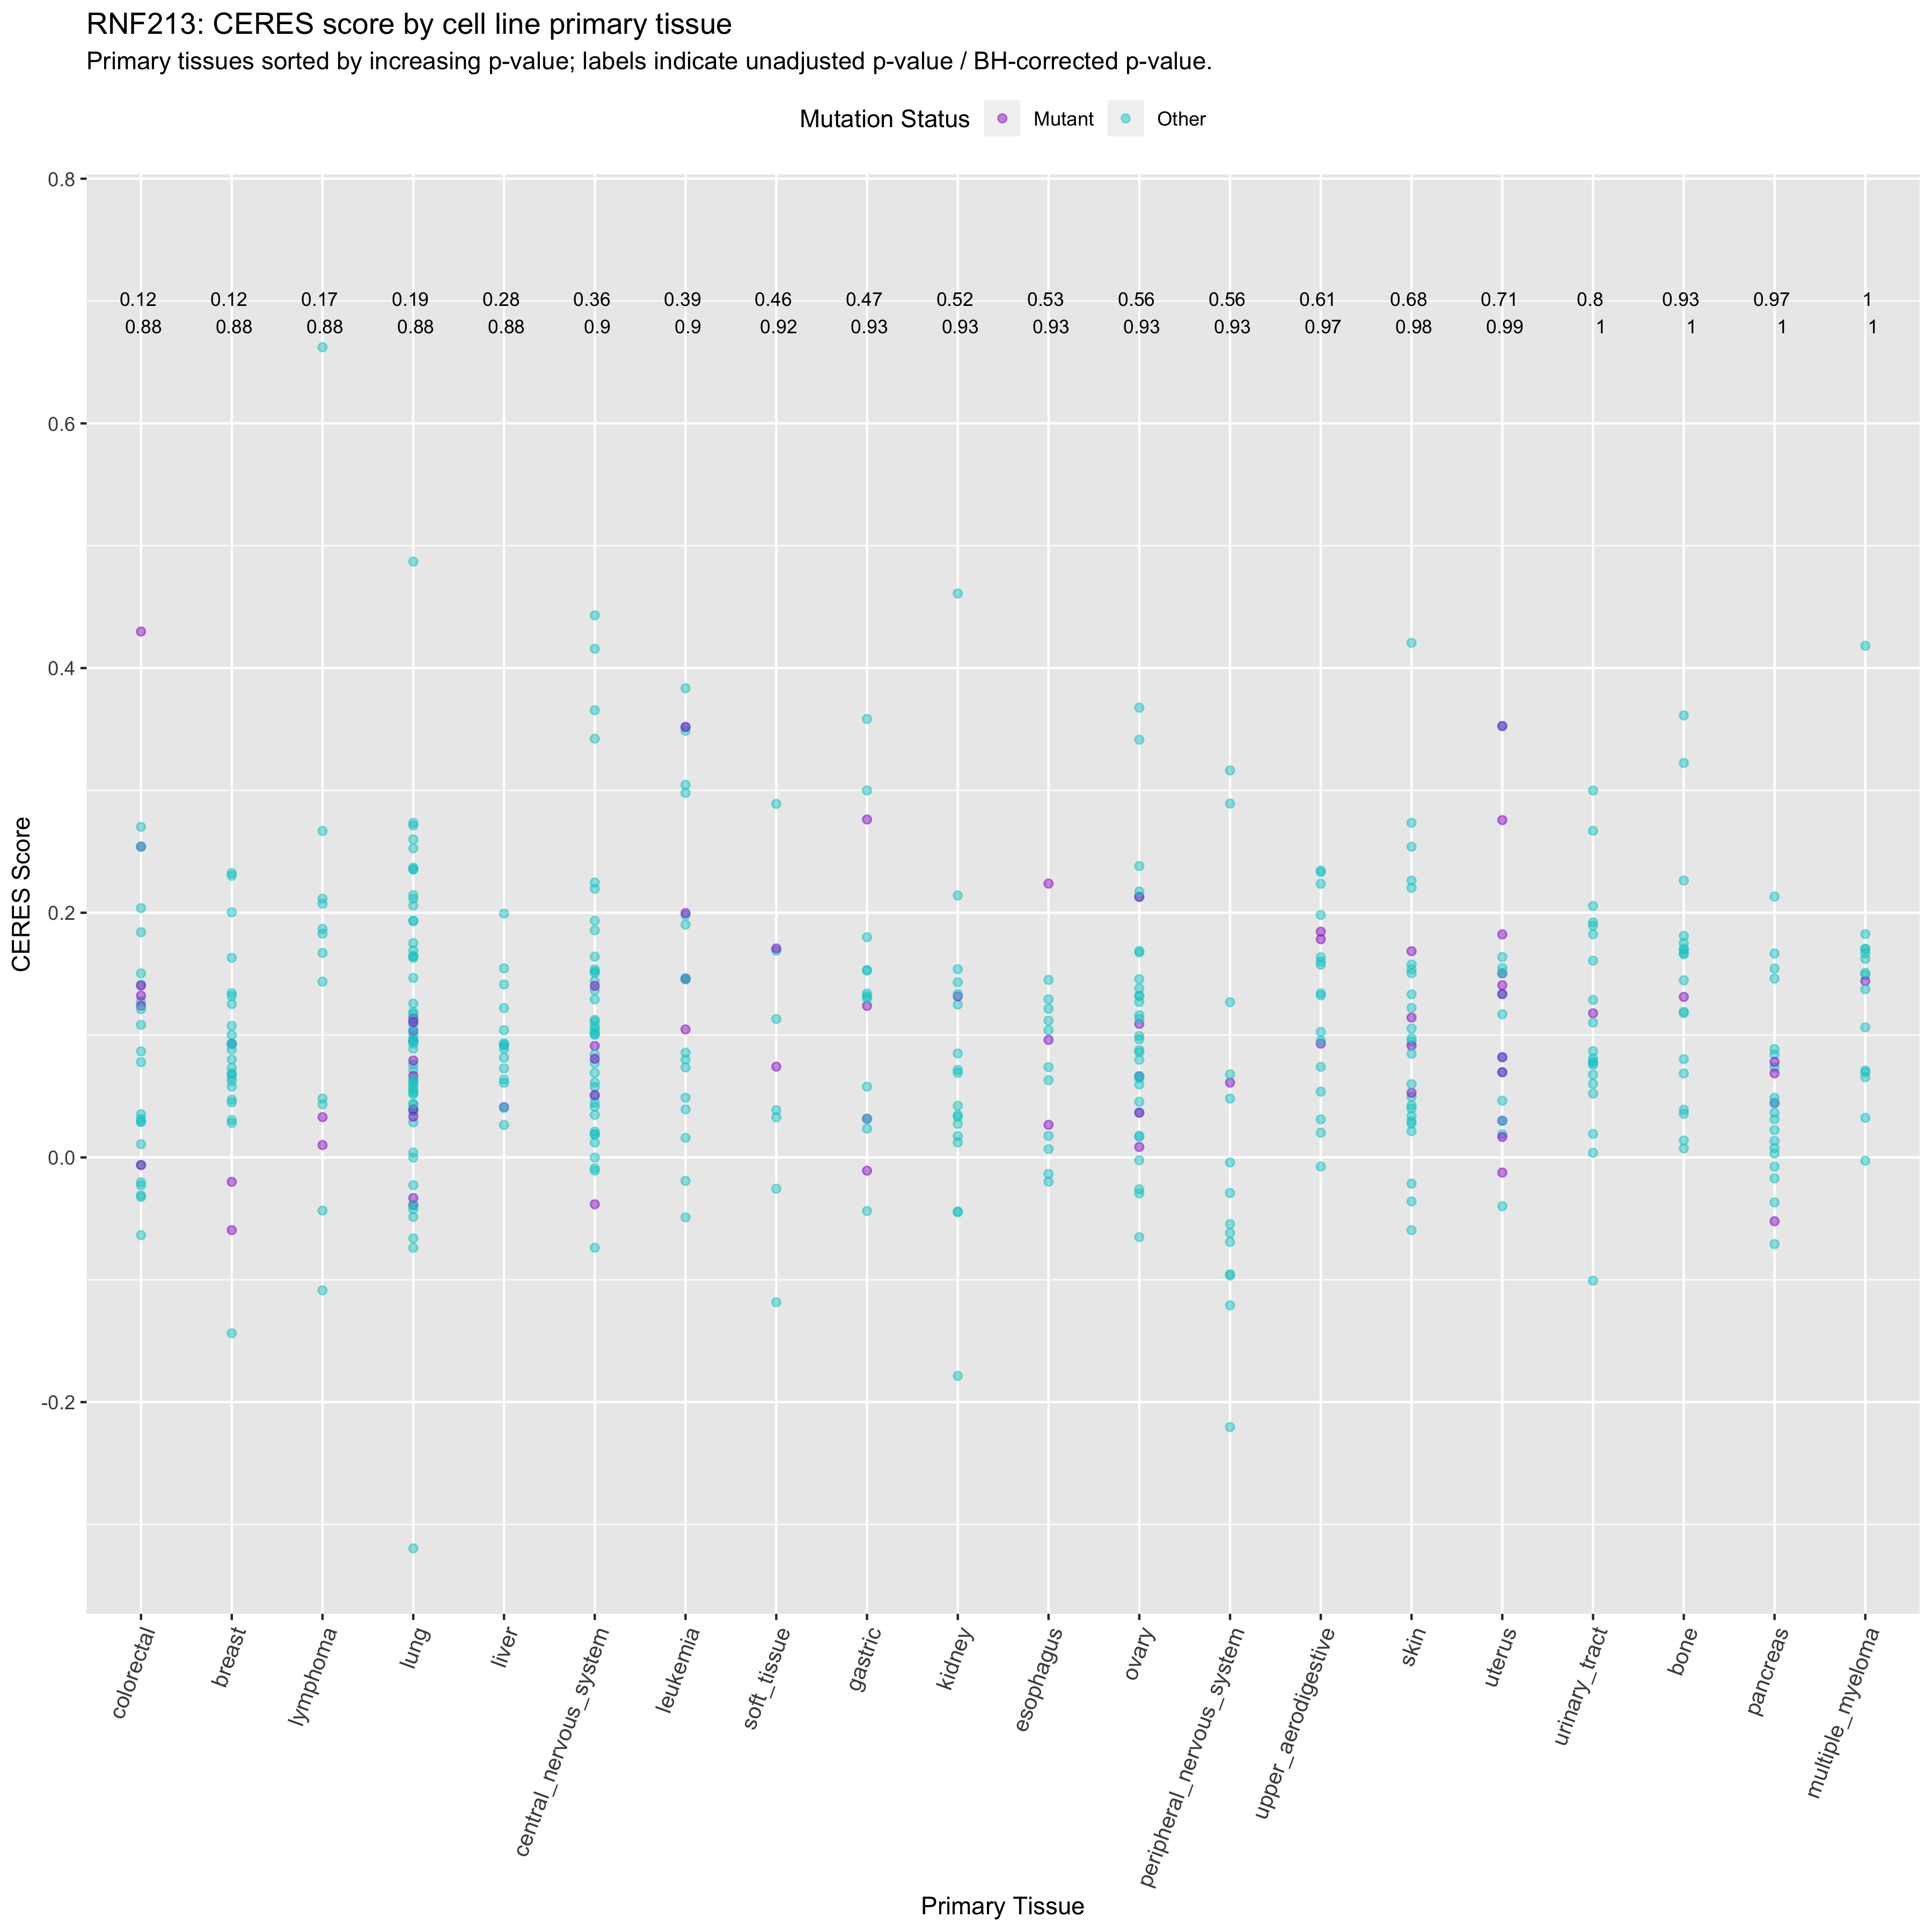 RNF213: CERES score by cell line primary tissue
Primary tissues sorted by increasing p-value; labels indicate unadjusted p-value / BH-corrected p-value.
Mutation Status Mutant Other
0.8
0.12 0.12 0.17 0.19 0.28 0.36 0.39 0.46 0.47 0.52 0.53 0.56 0.56 0.61 0.68 0.71 0.8 0.93 0.97 1
0.88 0.88 0.88 0.88 0.88 0.9 0.9 0.92 0.93 0.93 0.93 0.93 0.93 0.97 0.98 0.99 1 1 1 1
0.6
0.4
0.2
0.0
-0.2
CERES Score
colorectal
breast
lymphoma
lung
liver
central_nervous_system
leukemia
soft_tissue
gastric
kidney
esophagus
ovary
peripheral_nervous_system
upper_aerodigestive
skin
uterus
urinary_tract
bone
pancreas
multiple_myeloma
Primary Tissue